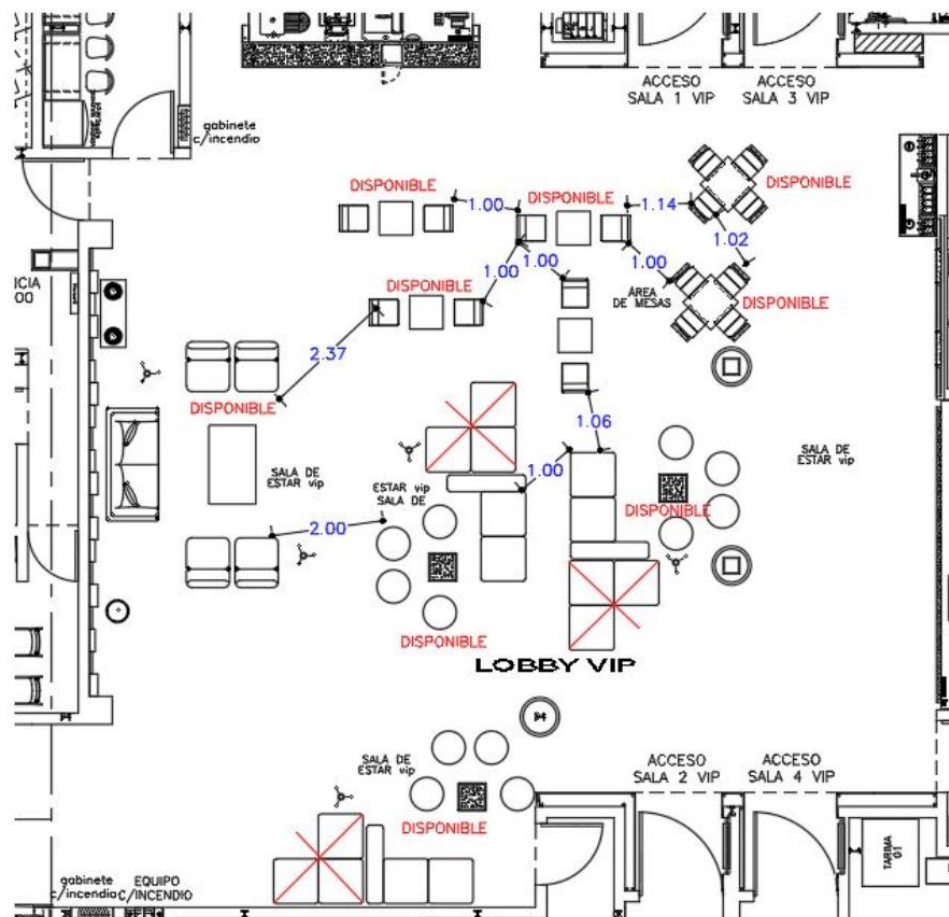 ACCESO
SALA 1 VIP
ACCESO
SALA 3 VIP
gabinete
c/incendio
DISPONIBLE
DISPONIBLE
DISPONIBLE
1.00
1.14
1.02
1.00
1.00
1.00
ICIA
00
DISPONIBLE
ÁREA
DE MESAS
DISPONIBLE
2.37
DISPONIBLE
1.06
SALA DE
ESTAR vip
SALA DE
ESTAR vip
1.00
ESTAR vip
SALA DE
DISPONIBLE
2.00
DISPONIBLE
LOBBY VIP
SALA DE
ESTAR vip
ACCESO
SALA 2 VIP
ACCESO
SALA 4 VIP
DISPONIBLE
TARIMA
01
gabinete
c/incendio
EQUIPO
C/INCENDIO